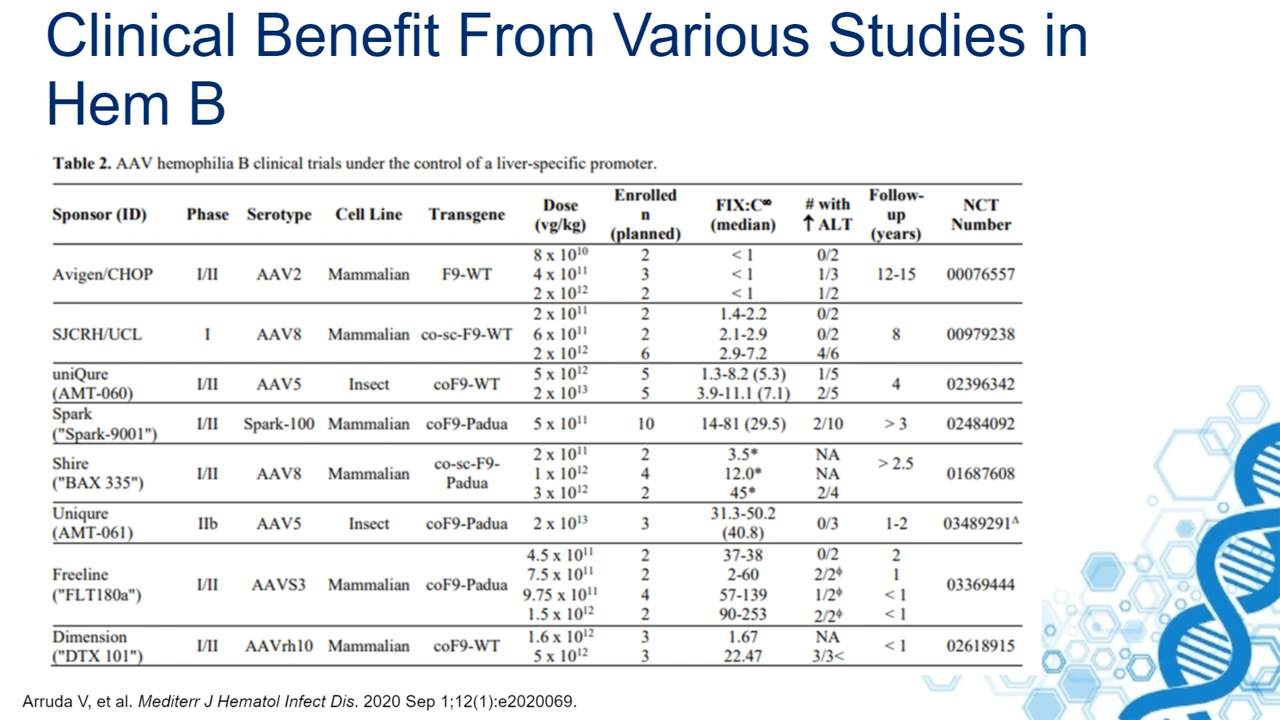 Clinical Benefit From Various Studies in
Hem B
Table 2. AAV hemophilia B clinical trials under the control of a liver-specific promoter.
Sponsor (ID) Phase Serotype Cell Line Transgene Dose (vg/kg) Enrolled n (planned) FIX:C∞ (median) # with ↑ ALT Follow-up (years) NCT Number
Avigen/CHOP I/II AAV2 Mammalian F9-WT 8 x 10¹⁰ 2 < 1 0/2 12-15 00076557
4 x 10¹¹ 3 < 1 1/3
2 x 10¹² 2 < 1 1/2
SJCRH/UCL I AAV8 Mammalian co-sc-F9-WT 2 x 10¹¹ 2 1.4-2.2 0/2 8 00979238
6 x 10¹¹ 2 2.1-2.9 0/2
2 x 10¹² 6 2.9-7.2 4/6
uniQure (AMT-060) I/II AAV5 Insect coF9-WT 5 x 10¹² 5 1.3-8.2 (5.3) 1/5 4 02396342
2 x 10¹³ 5 3.9-11.1 (7.1) 2/5
Spark ("Spark-9001") I/II Spark-100 Mammalian coF9-Padua 5 x 10¹¹ 10 14-81 (29.5) 2/10 > 3 02484092
Shire ("BAX 335") I/II AAV8 Mammalian co-sc-F9-Padua 2 x 10¹¹ 2 3.5* NA > 2.5 01687608
1 x 10¹² 4 12.0* NA
3 x 10¹² 2 45* 2/4
Uniqure (AMT-061) IIb AAV5 Insect coF9-Padua 2 x 10¹³ 3 31.3-50.2 (40.8) 0/3 1-2 03489291Δ
Freeline ("FLT180a") I/II AAVS3 Mammalian coF9-Padua 4.5 x 10¹¹ 2 37-38 0/2 2 03369444
7.5 x 10¹¹ 2 2-60 2/2ᶲ 1
9.75 x 10¹¹ 4 57-139 1/2ᶲ < 1
1.5 x 10¹² 2 90-253 2/2ᶲ < 1
Dimension ("DTX 101") I/II AAVrh10 Mammalian coF9-WT 1.6 x 10¹² 3 1.67 NA < 1 02618915
5 x 10¹² 3 22.47 3/3<
Arruda V, et al. Mediterr J Hematol Infect Dis. 2020 Sep 1;12(1):e2020069.